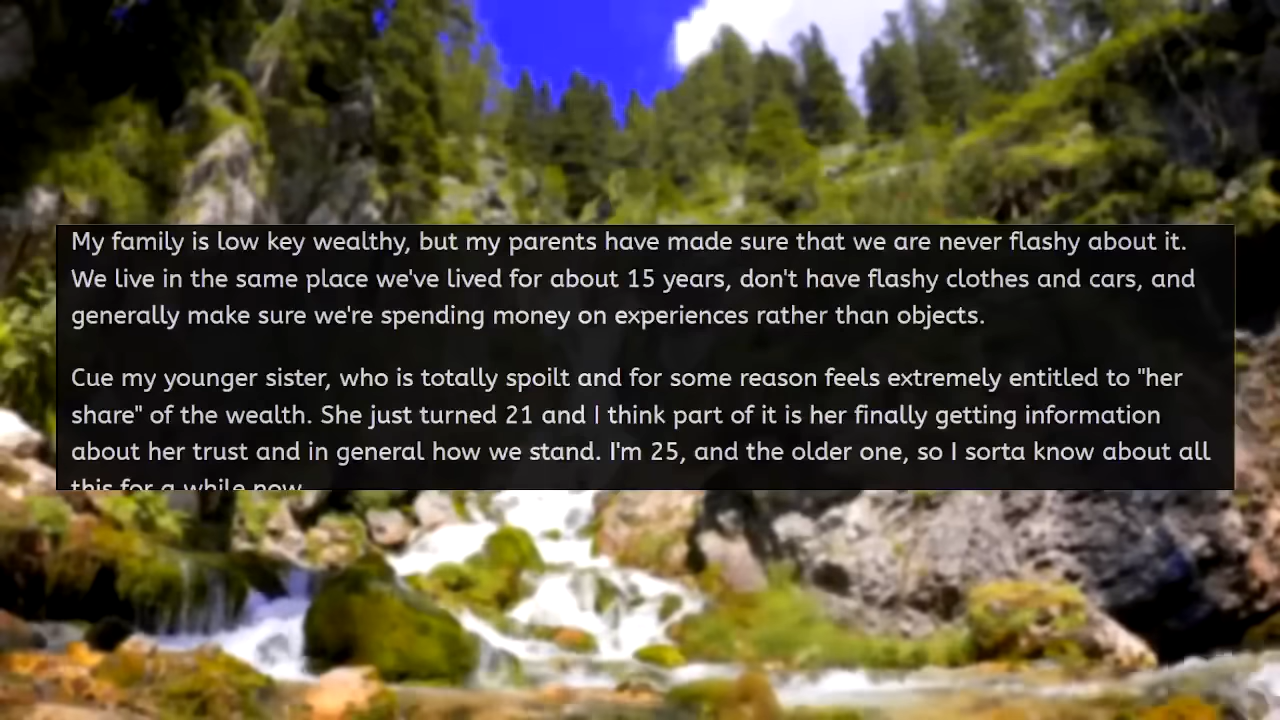 My family is low key wealthy, but my parents have made sure that we are never flashy about it.
We live in the same place we've lived for about 15 years, don't have flashy clothes and cars, and
generally make sure we're spending money on experiences rather than objects.
Cue my younger sister, who is totally spoilt and for some reason feels extremely entitled to "her
share" of the wealth. She just turned 21 and I think part of it is her finally getting information
about her trust and in general how we stand. I'm 25, and the older one, so I sorta know about all
this for a while now.